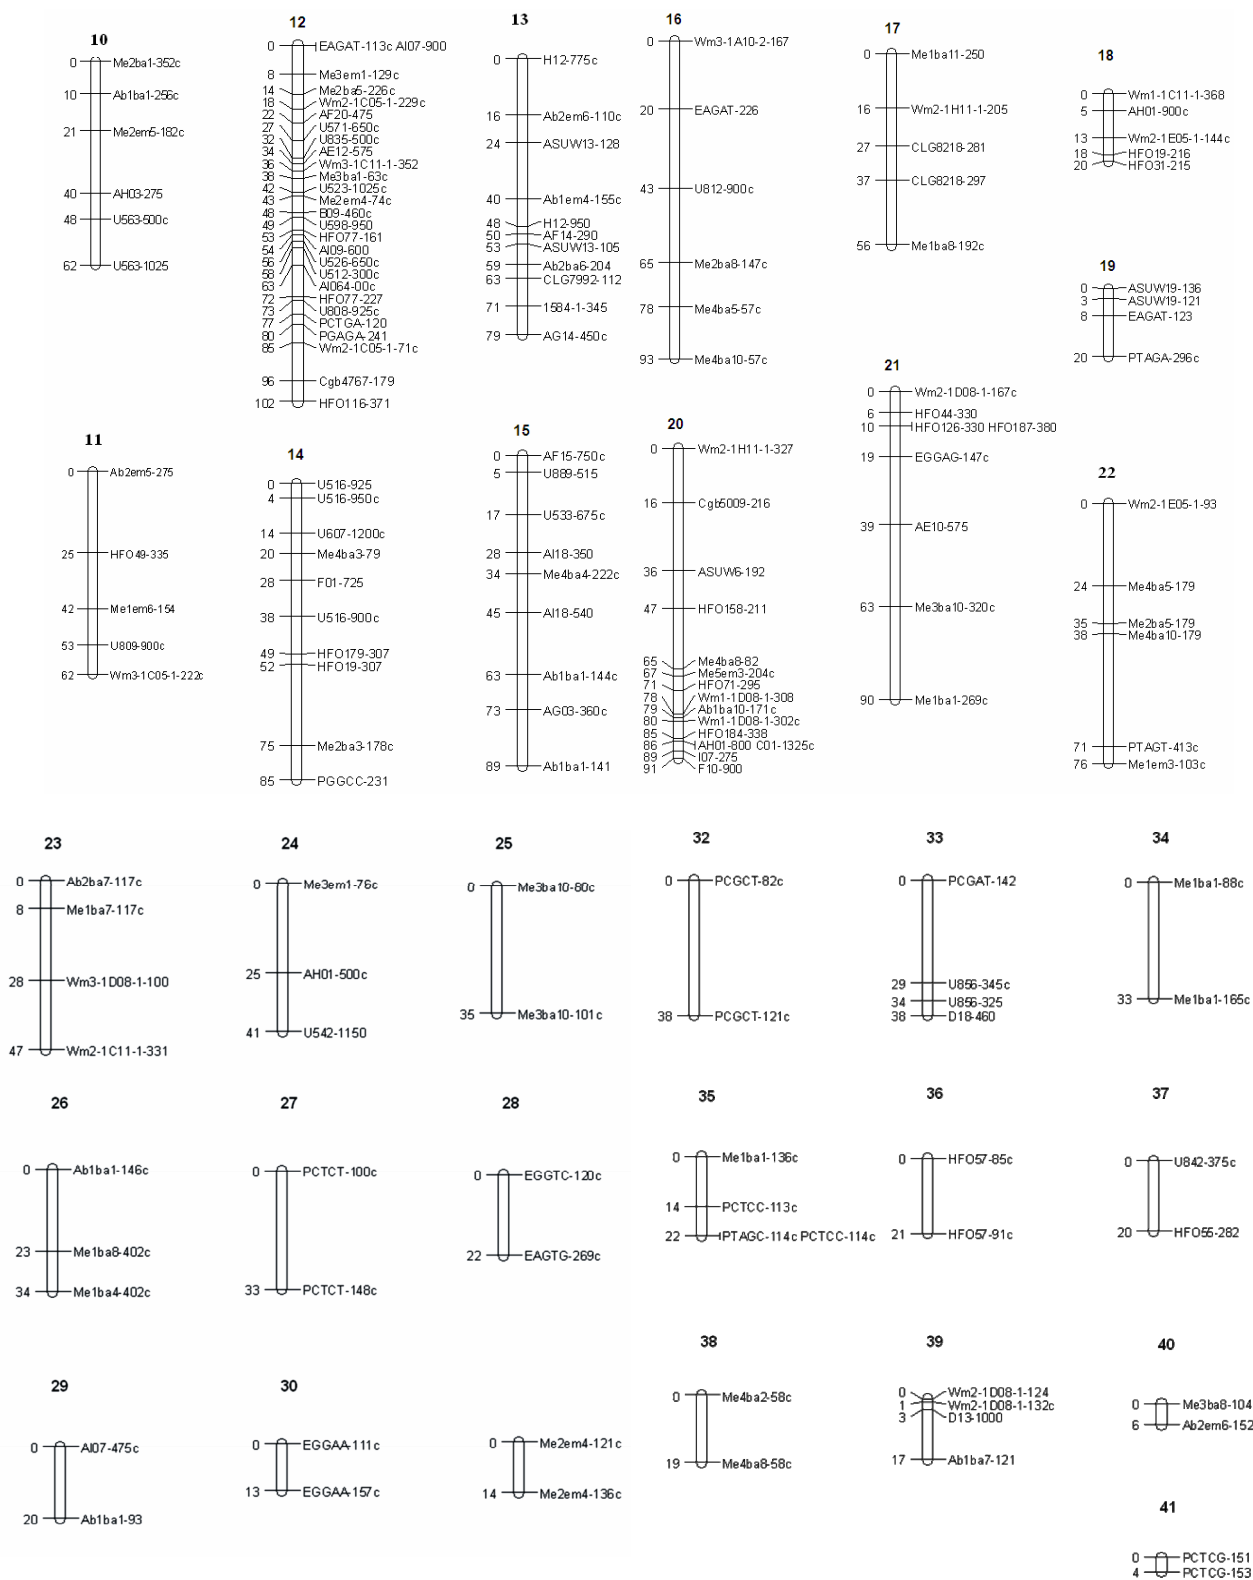 10
0 Me2ba1-352c
10 Ab1ba1-256c
21 Me2em5-182c
40 AH03-275
48 U563-500c
62 U563-1025
12
0 EAGAT-113c AI07-900
8 Me3em1-129c
14 Me2ba5-226c
18 Wm2-1C05-1-229c
22 AF20-475
27 U571-650c
32 U835-500c
34 AE12-575
36 Wm3-1C11-1-352
38 Me3ba1-63c
42 U523-1025c
43 Me2em4-74c
48 B09-460c
49 U598-950
53 HFO77-161
54 AI09-600
56 U526-650c
58 U512-300c
63 AI064-00c
72 HFO77-227
73 U808-925c
77 PCTGA-120
80 PGAGA-241
85 Wm2-1C05-1-71c
96 Cgb4767-179
102 HFO116-371
13
0 H12-775c
16 Ab2em6-110c
24 ASUW13-128
40 Ab1em4-155c
48 H12-950
50 AF14-290
53 ASUW13-105
59 Ab2ba6-204
63 CLG7992-112
71 1584-1-345
79 AG14-450c
16
0 Wm3-1A10-2-167
20 EAGAT-226
43 U812-900c
65 Me2ba8-147c
78 Me4ba5-57c
93 Me4ba10-57c
17
0 Me1ba11-250
16 Wm2-1H11-1-205
27 CLG8218-281
37 CLG8218-297
56 Me1ba8-192c
18
0 Wm1-1C11-1-368
5 AH01-900c
13 Wm2-1E05-1-144c
18 HFO19-216
20 HFO31-215
19
0 ASUW19-136
3 ASUW19-121
8 EAGAT-123
20 PTAGA-296c
11
0 Ab2em5-275
25 HFO49-335
42 Me1em6-154
53 U809-900c
62 Wm3-1C05-1-222c
14
0 U516-925
4 U516-950c
14 U607-1200c
20 Me4ba3-79
28 F01-725
38 U516-900c
49 HFO179-307
52 HFO19-307
75 Me2ba3-178c
85 PGGCC-231
15
0 AF15-750c
5 U889-515
17 U533-675c
28 AI18-350
34 Me4ba4-222c
45 AI18-540
63 Ab1ba1-144c
73 AG03-360c
89 Ab1ba1-141
20
0 Wm2-1H11-1-327
16 Cgb5009-216
36 ASUW6-192
47 HFO158-211
65 Me4ba8-82
67 Me5em3-204c
71 HFO71-295
78 Wm1-1D08-1-308
79 Ab1ba10-171c
80 Wm1-1D08-1-302c
85 HFO184-338
86 AH01-800 C01-1325c
89 I07-275
91 F10-900
21
0 Wm2-1D08-1-167c
6 HFO44-330
10 HFO126-330 HFO187-380
19 EGGAG-147c
39 AE10-575
63 Me3ba10-320c
90 Me1ba1-269c
22
0 Wm2-1E05-1-93
24 Me4ba5-179
35 Me2ba5-179
38 Me4ba10-179
71 PTAGT-413c
76 Me1em3-103c
23
0 Ab2ba7-117c
8 Me1ba7-117c
28 Wm3-1D08-1-100
47 Wm2-1C11-1-331
24
0 Me3em1-76c
25 AH01-500c
41 U542-1150
25
0 Me3ba10-80c
35 Me3ba10-101c
32
0 PCGCT-82c
38 PCGCT-121c
33
0 PCGAT-142
29 U856-345c
34 U856-325
38 D18-460
34
0 Me1ba1-88c
33 Me1ba1-165c
26
0 Ab1ba1-146c
23 Me1ba8-402c
34 Me1ba4-402c
27
0 PCTCT-100c
33 PCTCT-148c
28
0 EGGTC-120c
22 EAGTG-269c
35
0 Me1ba1-136c
14 PCTCC-113c
22 PTAGC-114c PCTCC-114c
36
0 HFO57-85c
21 HFO57-91c
37
0 U842-375c
20 HFO55-282
29
0 AI07-475c
20 Ab1ba1-93
30
0 EGGAA-111c
13 EGGAA-157c
0 Me2em4-121c
14 Me2em4-136c
38
0 Me4ba2-58c
19 Me4ba8-58c
39
0 Wm2-1D08-1-124
1 Wm2-1D08-1-132c
3 D13-1000
17 Ab1ba7-121
40
0 Me3ba8-104
6 Ab2em6-152
41
0 PCTCG-151
4 PCTCG-153